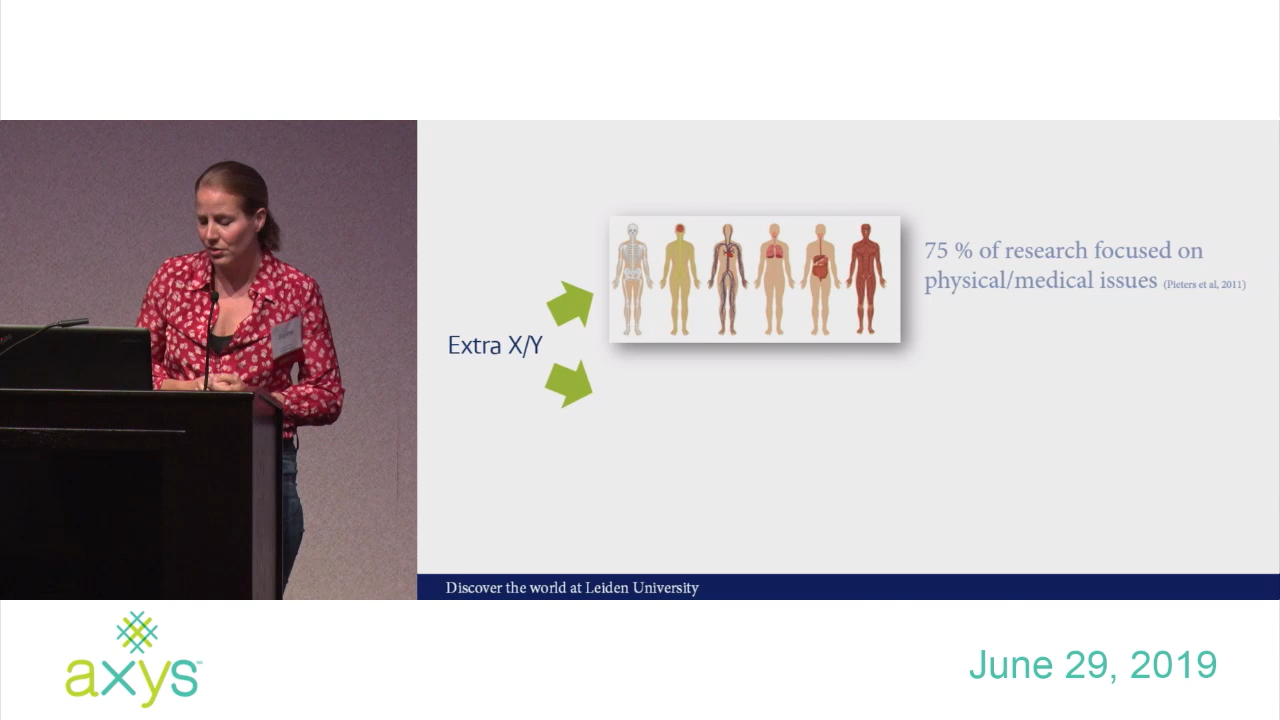 75 % of research focused on
physical/medical issues (Pieters et al, 2011)
Extra X/Y
Discover the world at Leiden University
axys
June 29, 2019